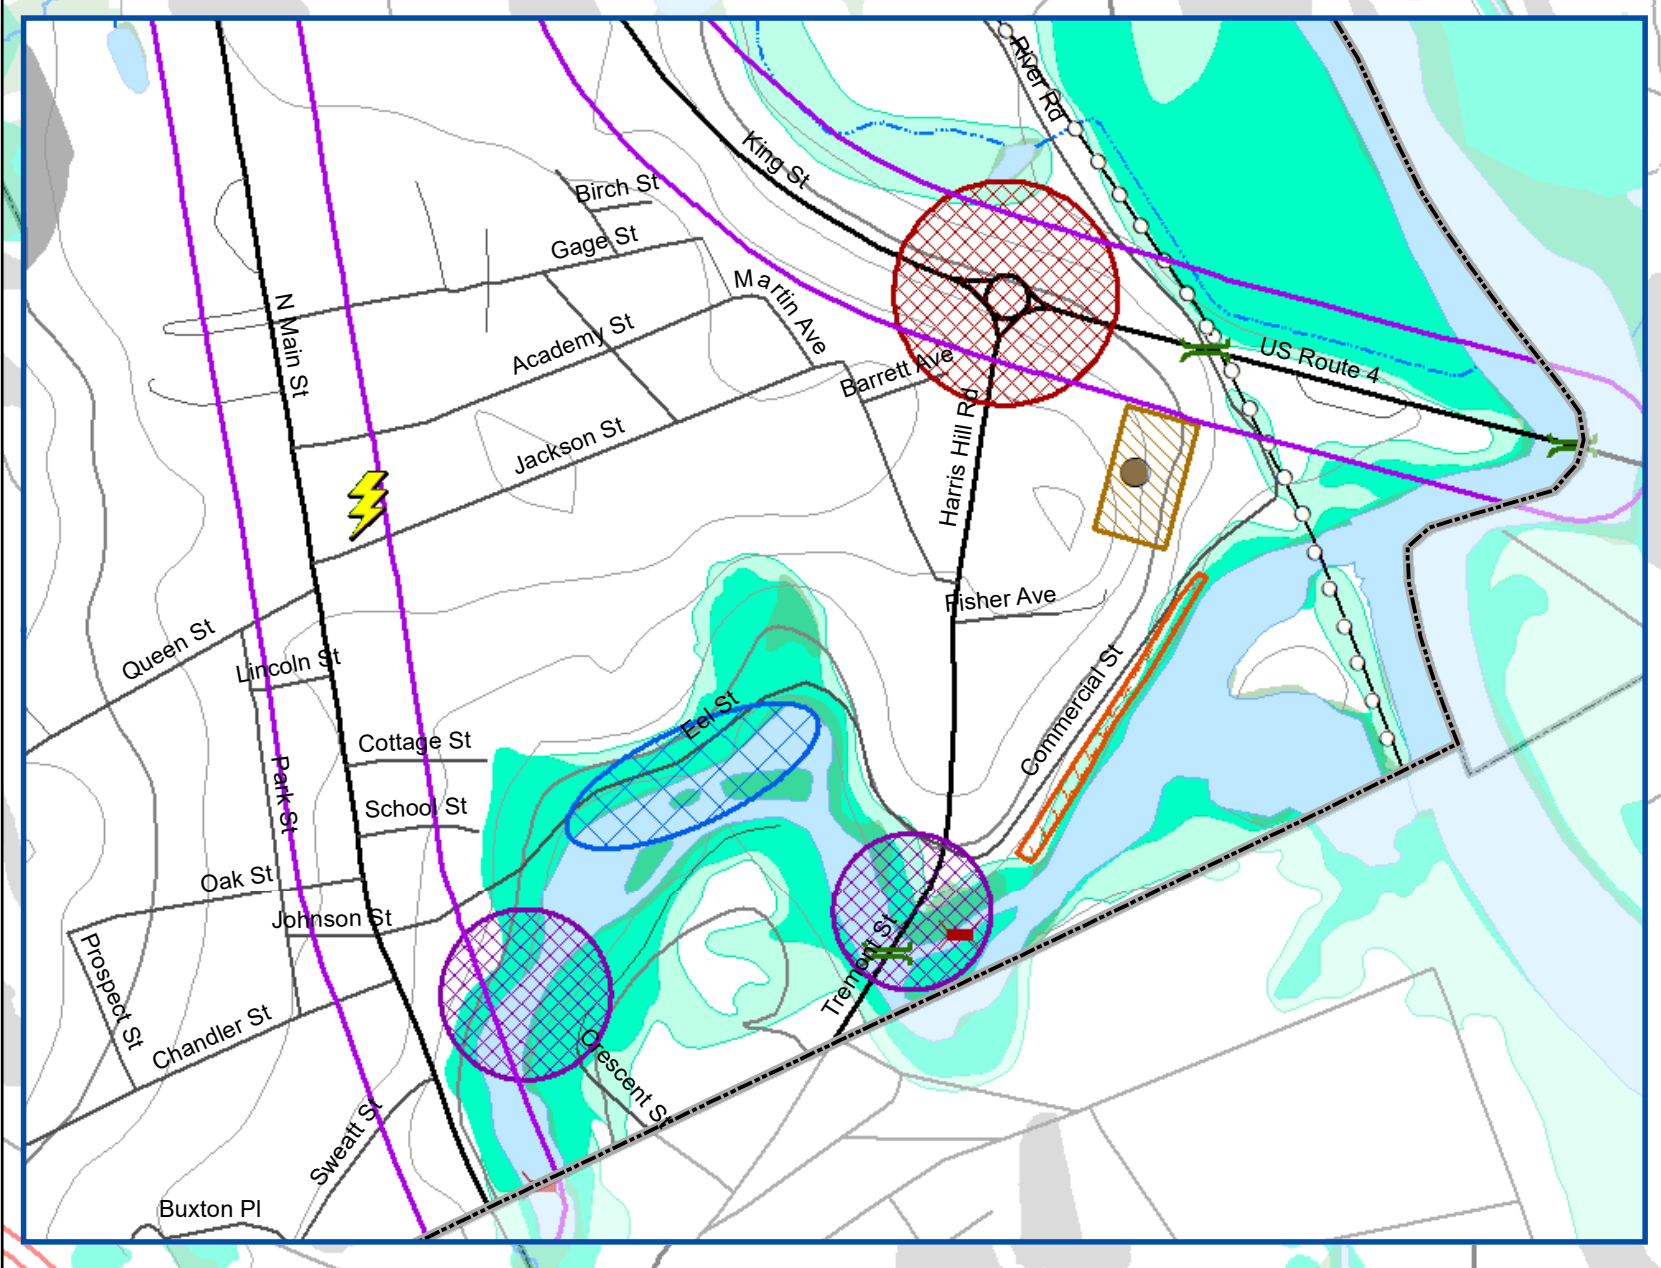 River Rd
King St
Birch St
Gage St
Martin Ave
N Main St
Academy St
US Route 4
Barrett Ave
Jackson St
Harris Hill Rd
Fisher Ave
Queen St
Lincoln St
Commercial St
Eel St
Cottage St
Park St
School St
Oak St
Johnson St
Tremont St
Prospect St
Chandler St
Crescent St
Sweatt St
Buxton Pl